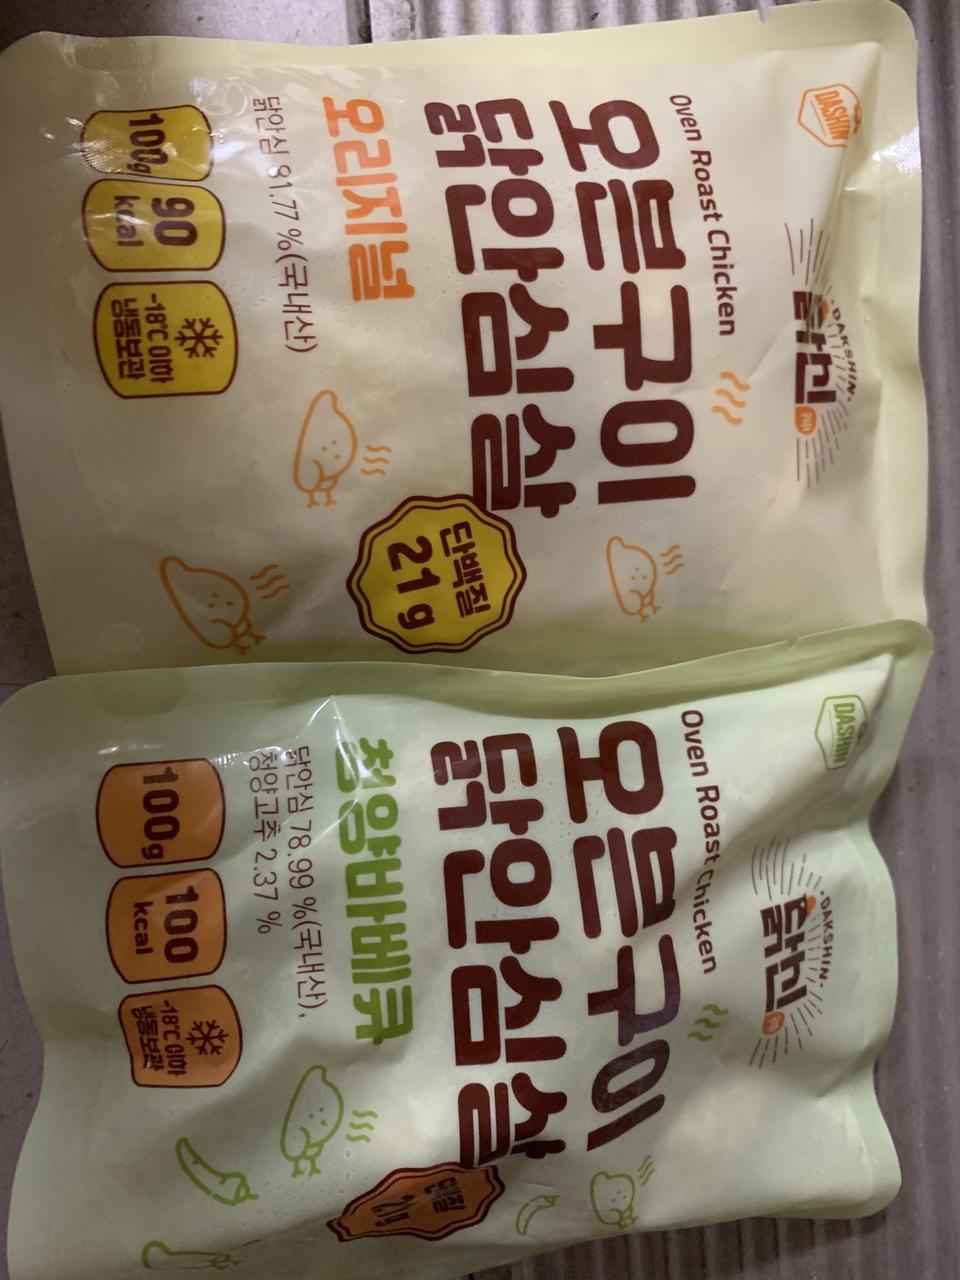 DASHIN
·DAKSHIN·
닭신
Oven Roast Chicken
오븐구이
닭안심살
오리지널
닭안심 91.77 %(국내산)
단백질
21 g
100g
90
kcal
-18℃ 이하
냉동보관
DASHIN
·DAKSHIN·
닭신
Oven Roast Chicken
오븐구이
닭안심살
청양바베큐
닭안심 78.99 %(국내산),
청양고추 2.37 %
단백질
100g
100
kcal
-18℃ 이하
냉동보관